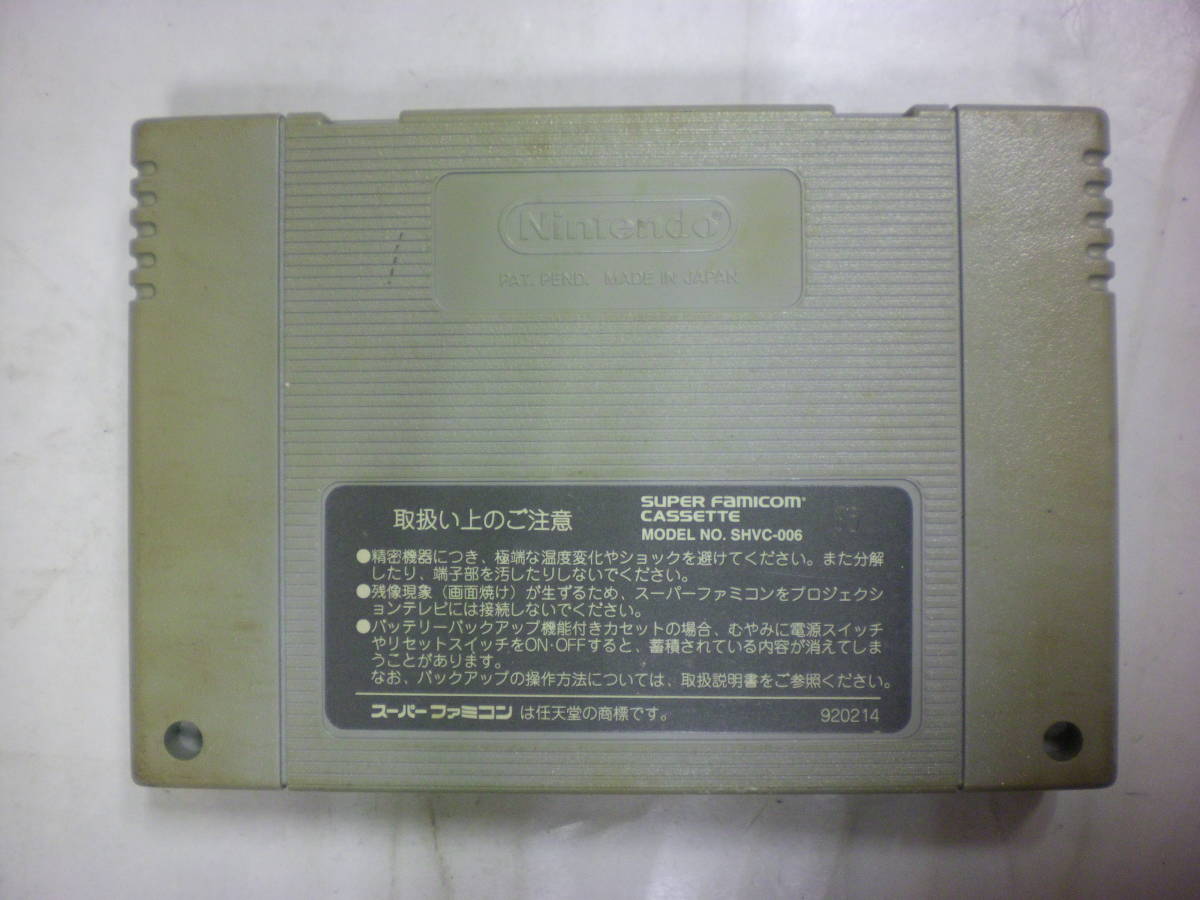 Nintendo®
PAT. PEND. MADE IN JAPAN
取扱い上のご注意
SUPER FAMICOM®
CASSETTE
MODEL NO. SHVC-006
●精密機器につき、極端な温度変化やショックを避けてください。また分解
したり、端子部を汚したりしないでください。
●残像現象（画面焼け）が生ずるため、スーパーファミコンをプロジェクシ
ョンテレビには接続しないでください。
●バッテリーバックアップ機能付きカセットの場合、むやみに電源スイッチ
やリセットスイッチをON·OFFすると、蓄積されている内容が消えてしま
うことがあります。
なお、バックアップの操作方法については、取扱説明書をご参照ください。
スーパーファミコン は任天堂の商標です。
920214